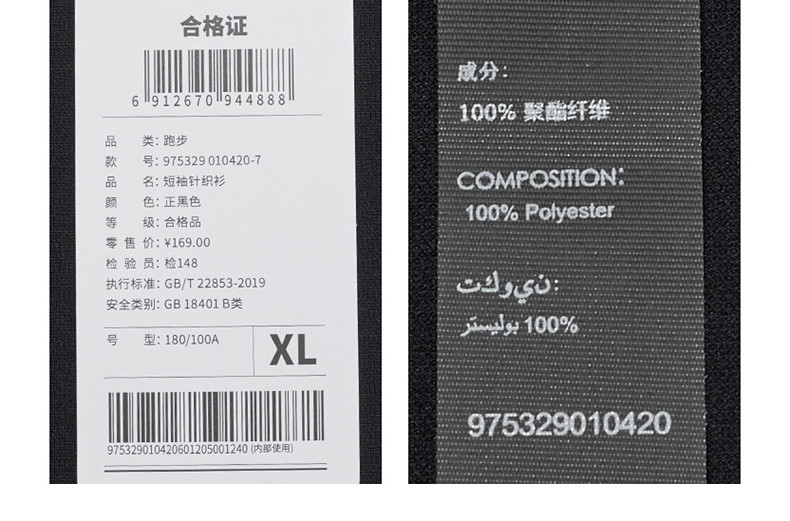 合格证
6 912670 944888
品 类: 跑步
款 号: 975329 010420-7
品 名: 短袖针织衫
颜 色: 正黑色
等 级: 合格品
零 售 价: ¥169.00
检 验 员: 检148
执行标准: GB/T 22853-2019
安全类别: GB 18401 B类
号 型: 180/100A
XL
975329010420601205001240 (内部使用)
成分:
100% 聚酯纤维
COMPOSITION:
100% Polyester
تكوين:
بوليستر 100%
975329010420